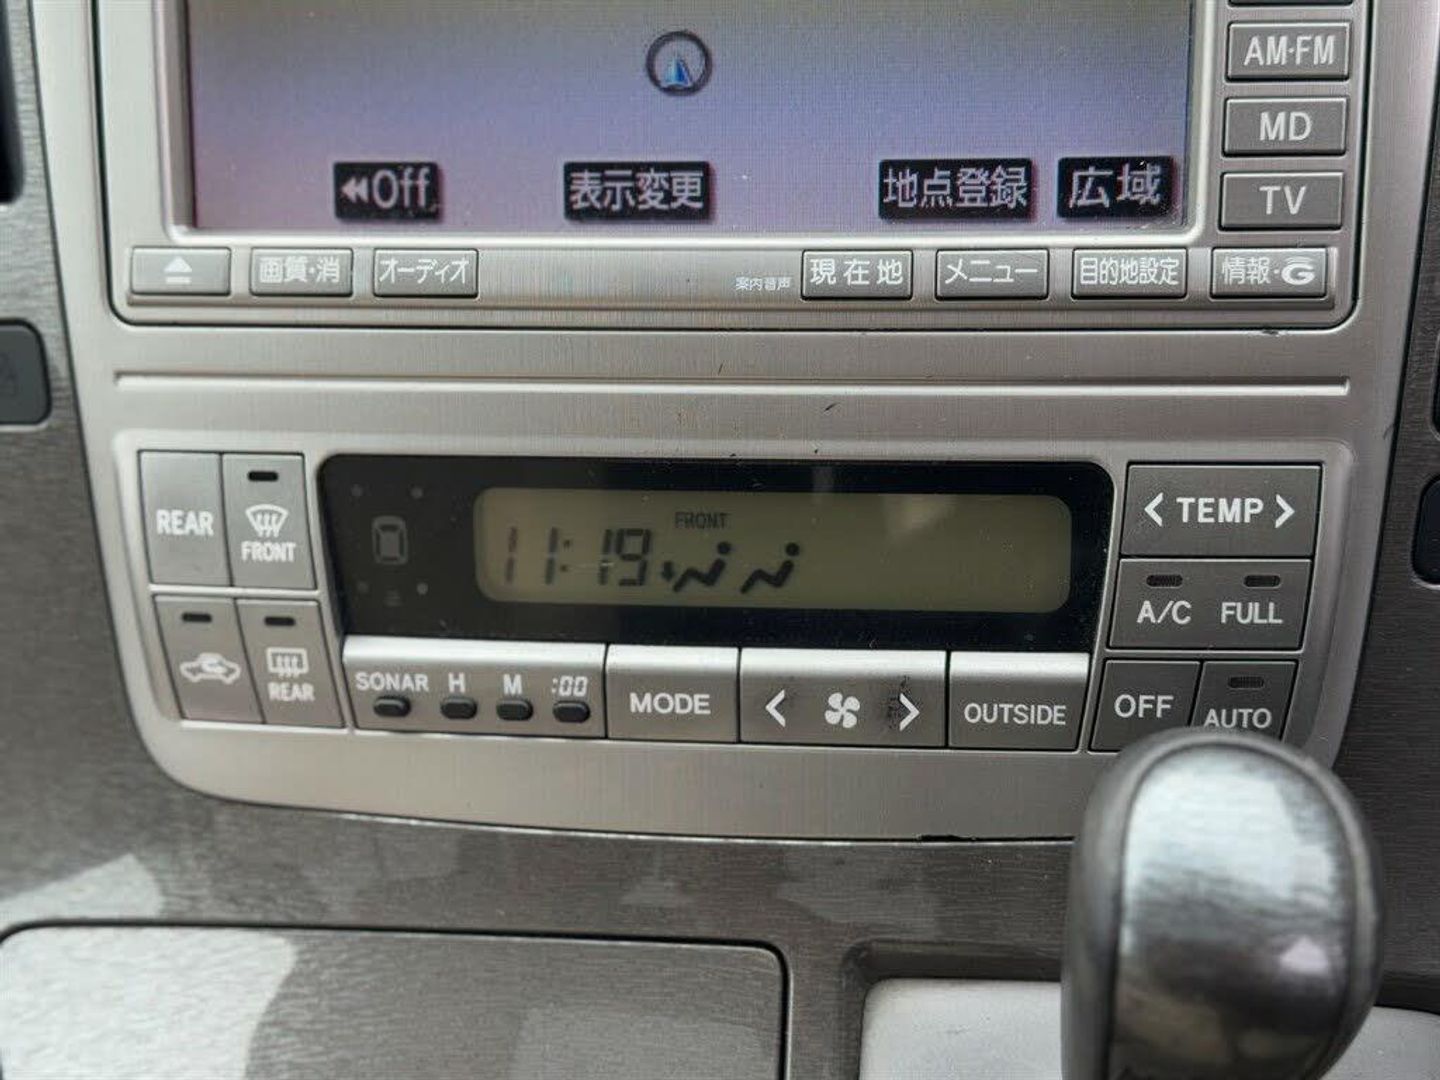 AM·FM
MD
TV
◀◀Off 表示変更 地点登録 広域
画質·消 オーディオ 案内音声 現在地 メニュー 目的地設定 情報·G
REAR FRONT
FRONT
11:19
< TEMP >
A/C FULL
REAR
SONAR H M :00
MODE < > OUTSIDE OFF AUTO